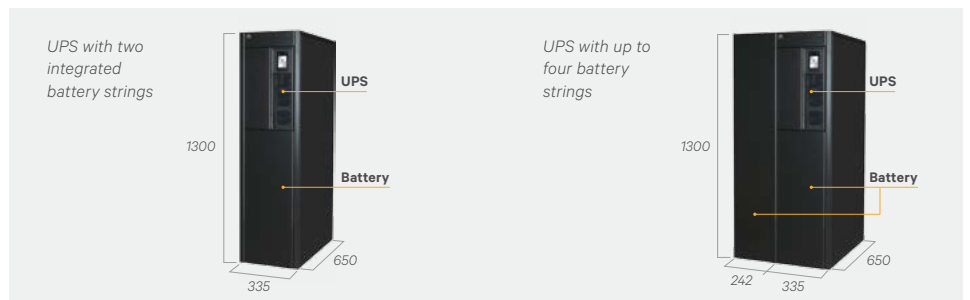 UPS with two
integrated
battery strings
UPS
1300
Battery
650
335
UPS with up to
four battery
strings
UPS
1300
Battery
650
242
335